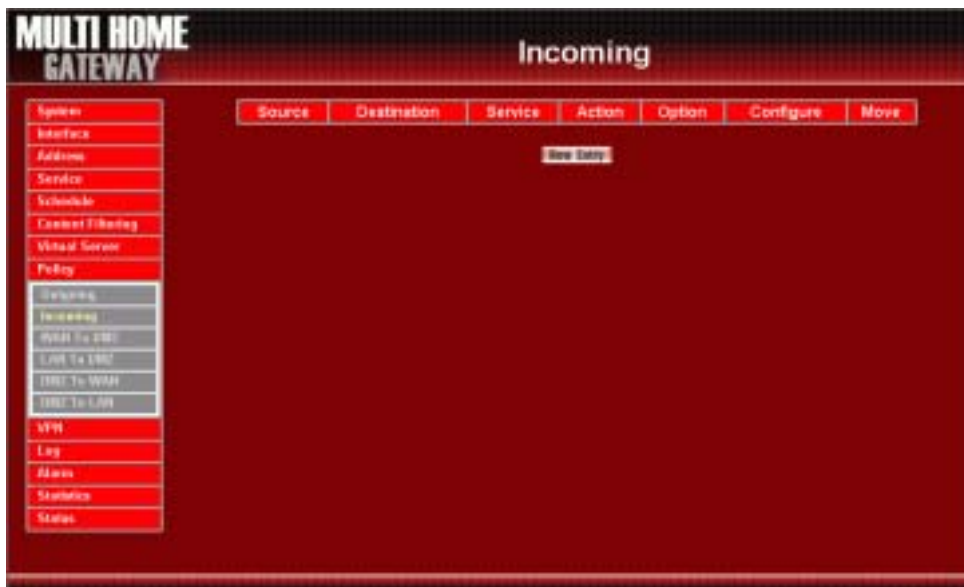 MULTI HOME
GATEWAY
Incoming
Source Destination Service Action Option Configure Move
New Entry
System
Interface
Address
Service
Schedule
Content Filtering
Virtual Server
Policy
Outgoing
Incoming
WAN To DMZ
LAN To DMZ
DMZ To WAN
DMZ To LAN
VPN
Log
Alarm
Statistics
Status